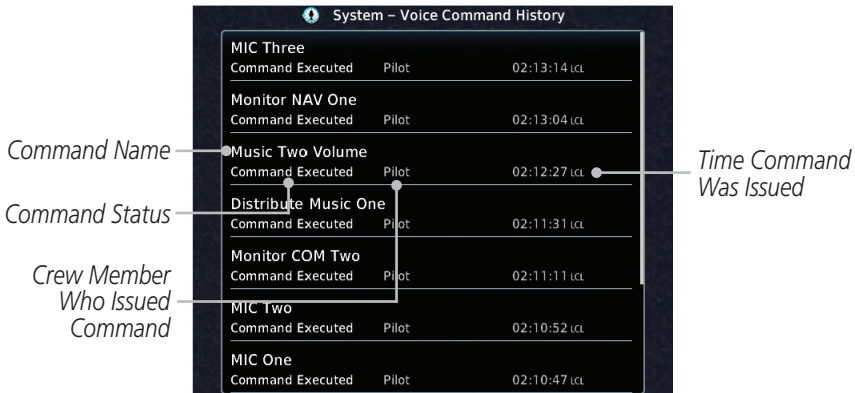 System – Voice Command History
MIC Three
Command Executed Pilot 02:13:14 LCL
Monitor NAV One
Command Executed Pilot 02:13:04 LCL
Command Name
Music Two Volume
Command Executed Pilot 02:12:27 LCL
Time Command
Was Issued
Command Status
Distribute Music One
Command Executed Pilot 02:11:31 LCL
Monitor COM Two
Command Executed Pilot 02:11:11 LCL
Crew Member
Who Issued
Command
MIC Two
Command Executed Pilot 02:10:52 LCL
MIC One
Command Executed Pilot 02:10:47 LCL